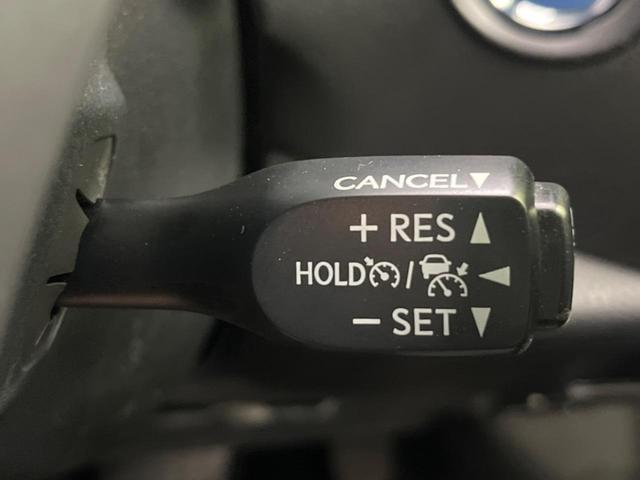 CANCEL▼
+ RES ▲
HOLD / ◀
− SET ▼